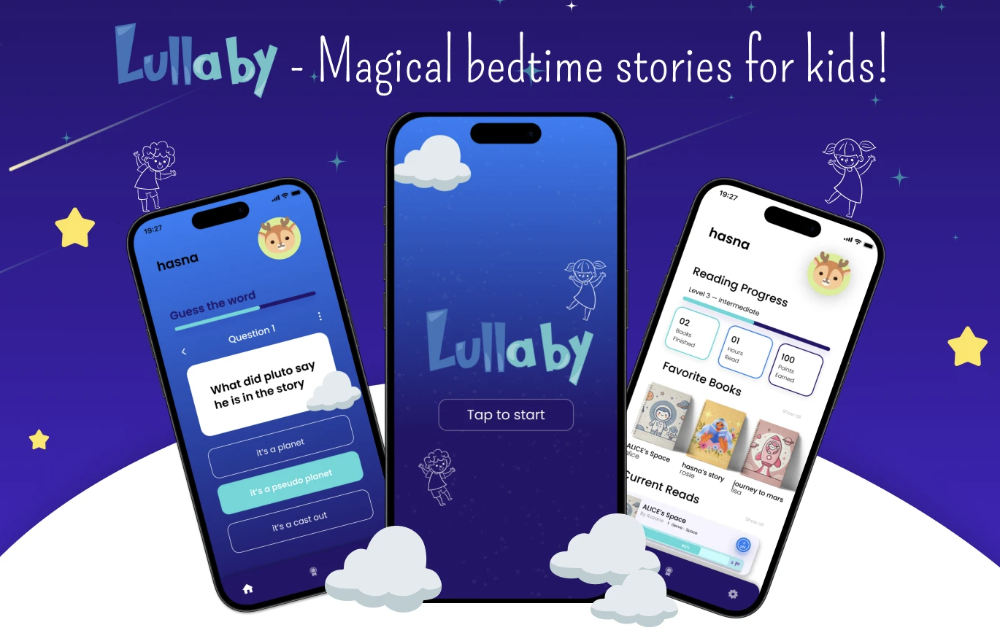 Lullaby - Magical bedtime stories for kids!
19:27
hasna
Guess the word
Question 1
What did pluto say
he is in the story
it's a planet
it's a pseudo planet
it's a cast out
Lullaby
Tap to start
19:27
hasna
Reading Progress
Level 3 — Intermediate
02
Books
Finished
01
Hours
Read
100
Points
Earned
Favorite Books
Show all
ALICE's Space
alice
hasna's story
rosie
journey to mars
lisa
Current Reads
Show all
ALICE's Space
By Razane | Genre : Space